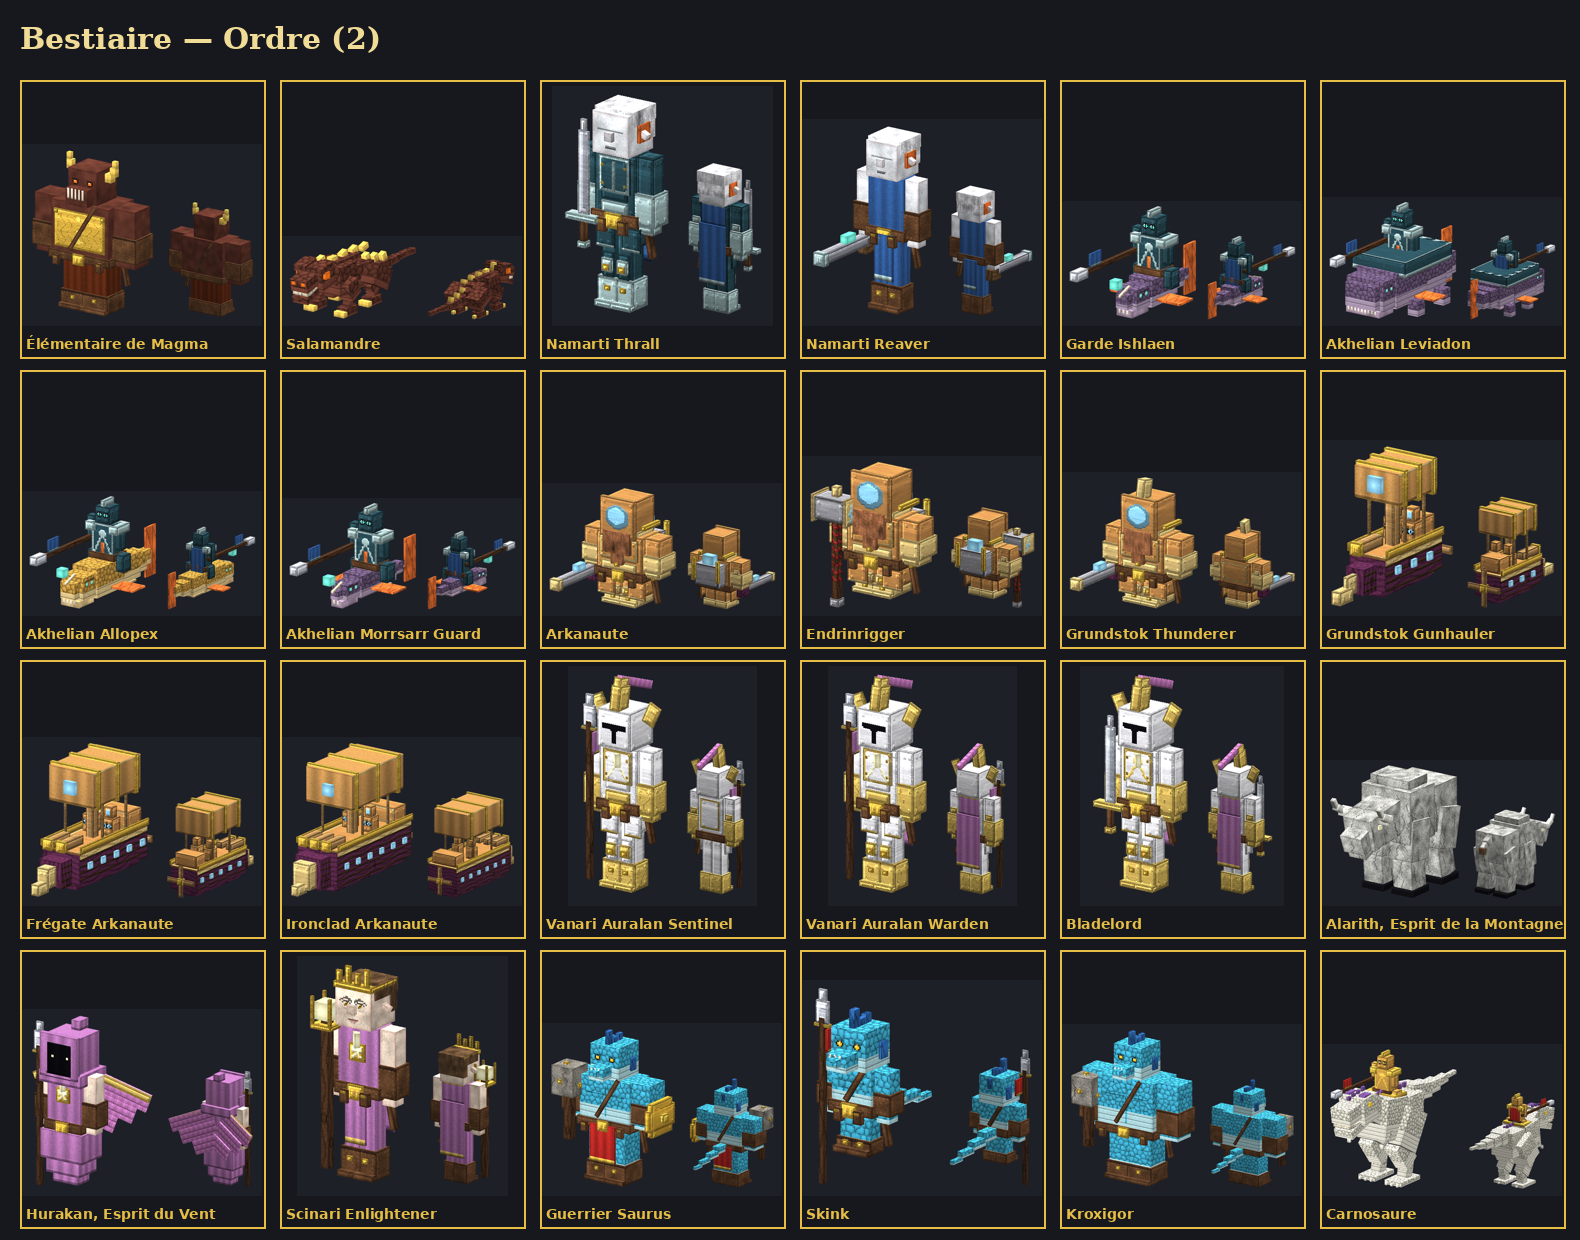 Bestiaire — Ordre (2)
Élémentaire de Magma
Salamandre
Namarti Thrall
Namarti Reaver
Garde Ishlaen
Akhelian Leviadon
Akhelian Allopex
Akhelian Morrsarr Guard
Arkanaute
Endrinrigger
Grundstok Thunderer
Grundstok Gunhauler
Frégate Arkanaute
Ironclad Arkanaute
Vanari Auralan Sentinel
Vanari Auralan Warden
Bladelord
Alarith, Esprit de la Montagne
Hurakan, Esprit du Vent
Scinari Enlightener
Guerrier Saurus
Skink
Kroxigor
Carnosaure